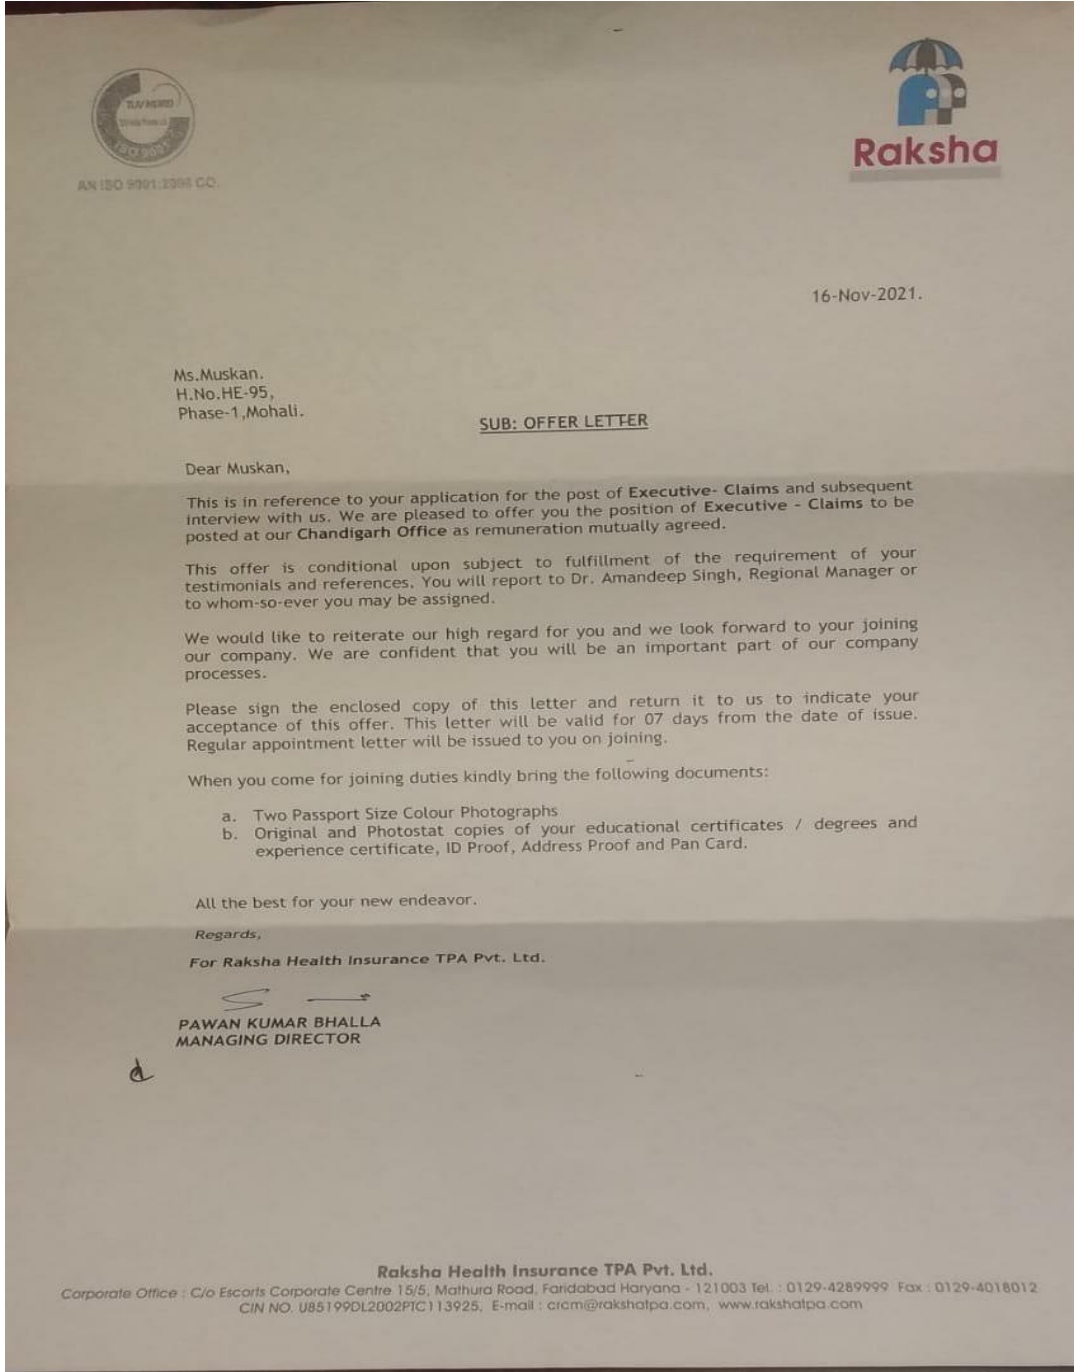 TUV NORD
ISO 9001
AN ISO 9001:2008 CO.
Raksha
16-Nov-2021.
Ms.Muskan.
H.No.HE-95,
Phase-1,Mohali.
SUB: OFFER LETTER
Dear Muskan,
This is in reference to your application for the post of Executive- Claims and subsequent
interview with us. We are pleased to offer you the position of Executive - Claims to be
posted at our Chandigarh Office as remuneration mutually agreed.
This offer is conditional upon subject to fulfillment of the requirement of your
testimonials and references. You will report to Dr. Amandeep Singh, Regional Manager or
to whom-so-ever you may be assigned.
We would like to reiterate our high regard for you and we look forward to your joining
our company. We are confident that you will be an important part of our company
processes.
Please sign the enclosed copy of this letter and return it to us to indicate your
acceptance of this offer. This letter will be valid for 07 days from the date of issue.
Regular appointment letter will be issued to you on joining.
When you come for joining duties kindly bring the following documents:
a. Two Passport Size Colour Photographs
b. Original and Photostat copies of your educational certificates / degrees and
experience certificate, ID Proof, Address Proof and Pan Card.
All the best for your new endeavor.
Regards,
For Raksha Health Insurance TPA Pvt. Ltd.
PAWAN KUMAR BHALLA
MANAGING DIRECTOR
Raksha Health Insurance TPA Pvt. Ltd.
Corporate Office : C/o Escorts Corporate Centre 15/5, Mathura Road, Faridabad Haryana - 121003 Tel. : 0129-4289999 Fax : 0129-4018012
CIN NO. U85199DL2002PTC113925, E-mail : crcm@rakshatpa.com, www.rakshatpa.com